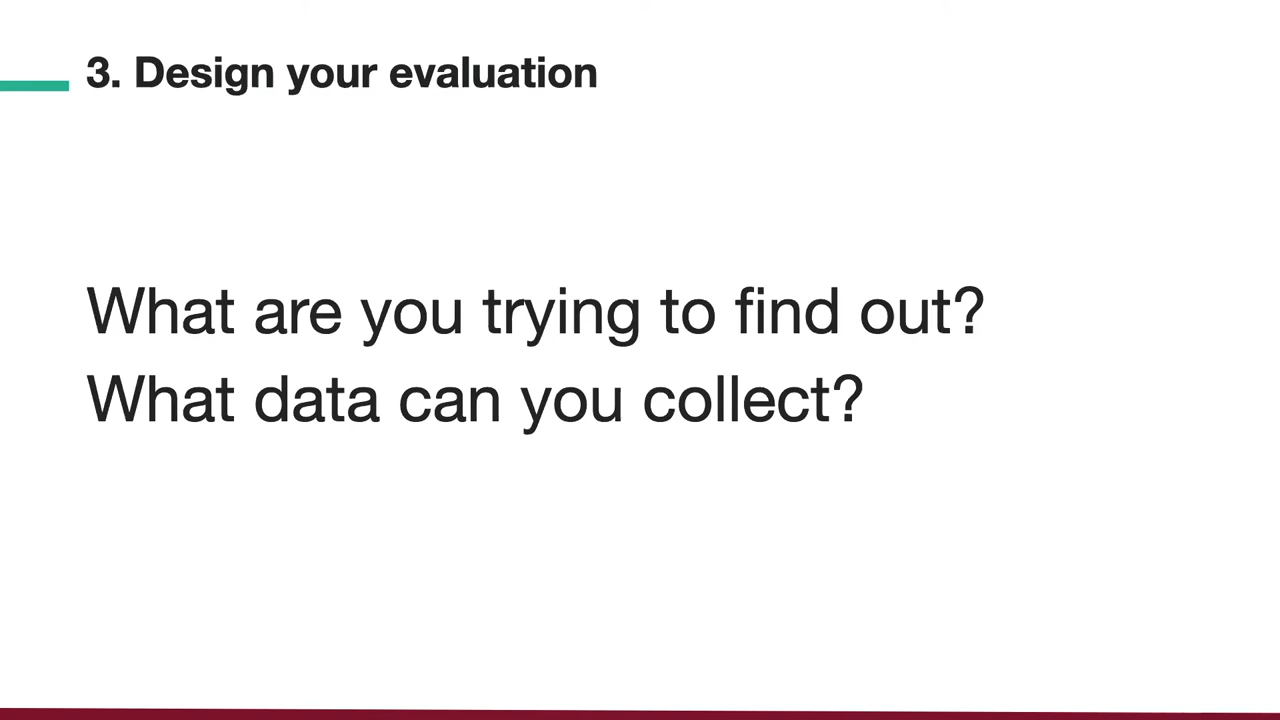 3. Design your evaluation
What are you trying to find out?
What data can you collect?